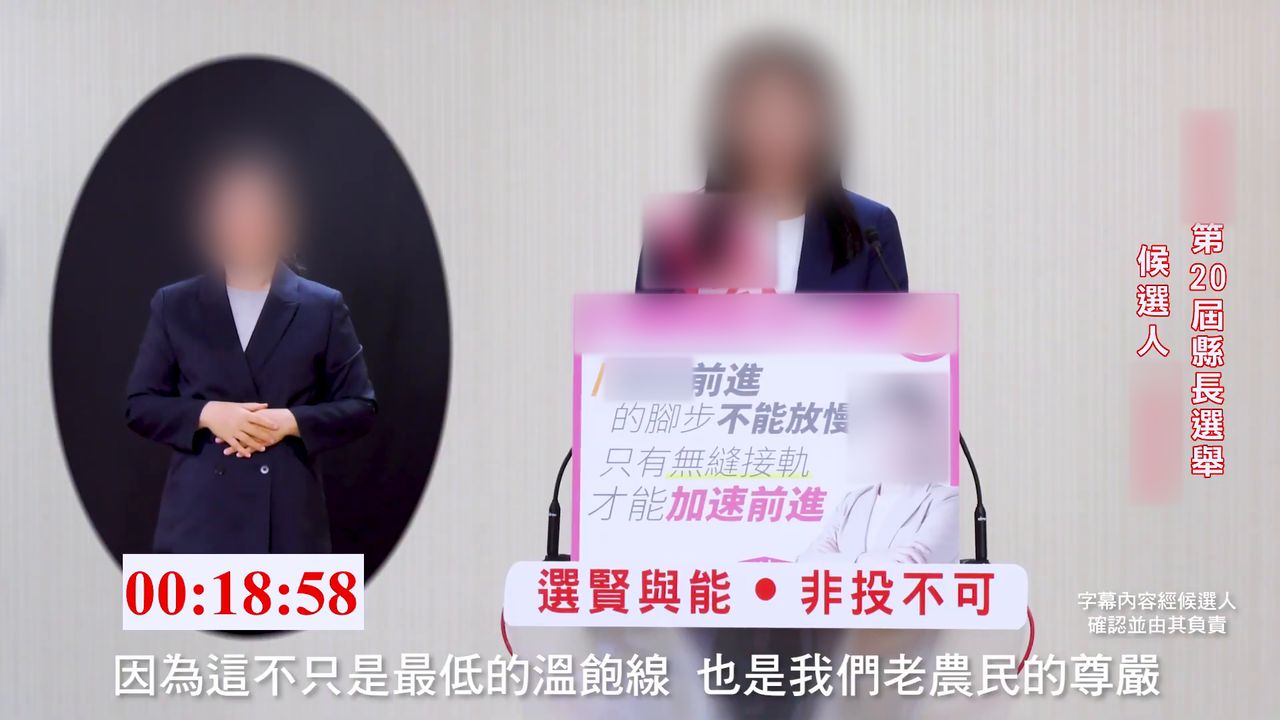 第20屆縣長選舉
候選人
前進
的腳步不能放慢
只有無縫接軌
才能加速前進
選賢與能•非投不可
00:18:58
字幕內容經候選人
確認並由其負責
因為這不只是最低的溫飽線 也是我們老農民的尊嚴